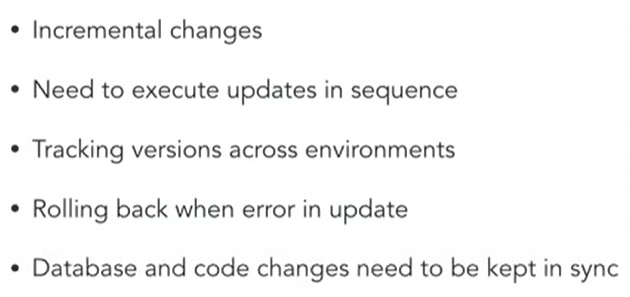 • Incremental changes
• Need to execute updates in sequence
• Tracking versions across environments
• Rolling back when error in update
• Database and code changes need to be kept in sync